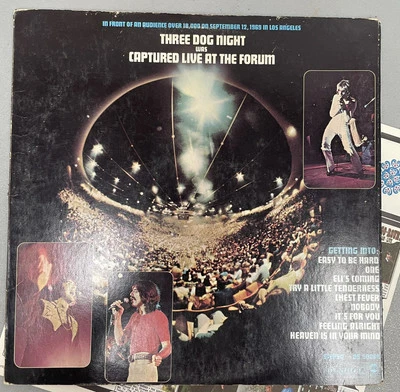 IN FRONT OF AN AUDIENCE OVER 18,000 ON SEPTEMBER 12, 1969 IN LOS ANGELES
THREE DOG NIGHT
WAS
CAPTURED LIVE AT THE FORUM
GETTING INTO:
EASY TO BE HARD
ONE
ELI'S COMING
TRY A LITTLE TENDERNESS
CHEST FEVER
NOBODY
IT'S FOR YOU
FEELING ALRIGHT
HEAVEN IS IN YOUR MIND